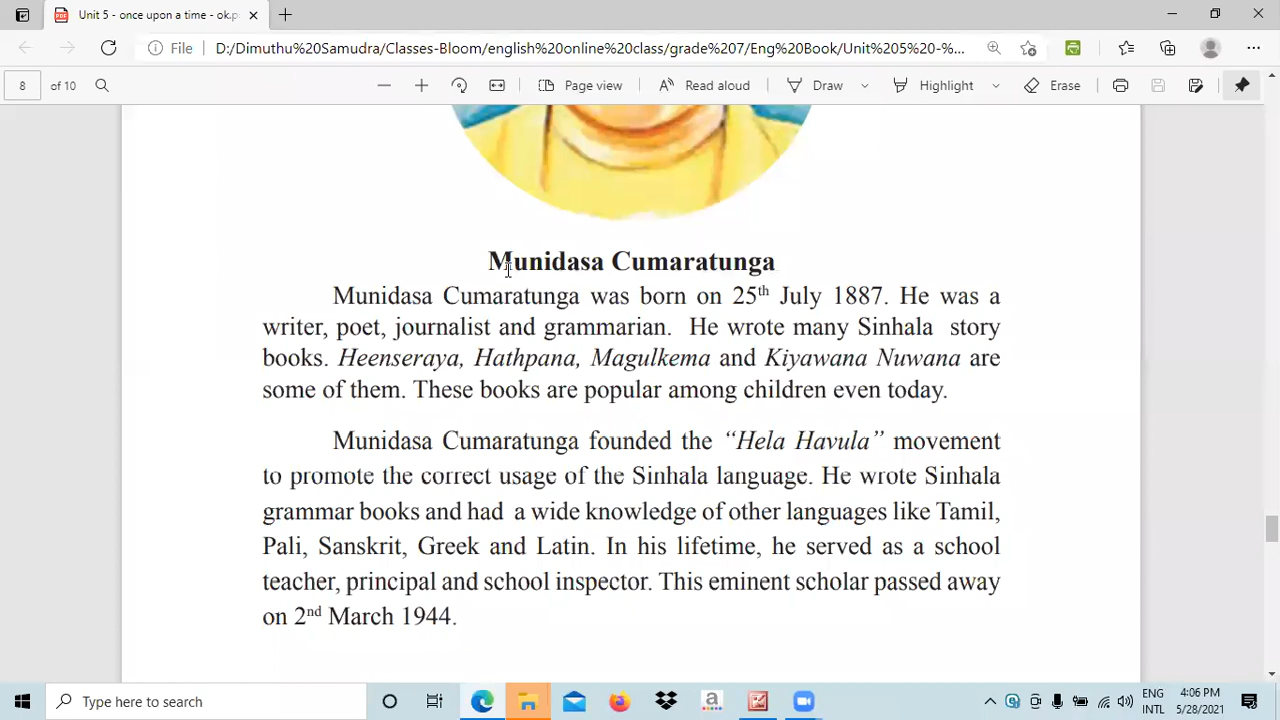 Unit 5 - once upon a time - ok.p
File D:/Dimuthu%20Samudra/Classes-Bloom/english%20online%20class/grade%207/Eng%20Book/Unit%205%20-%...
8 of 10 Page view Read aloud Draw Highlight Erase
Munidasa Cumaratunga
Munidasa Cumaratunga was born on 25th July 1887. He was a
writer, poet, journalist and grammarian. He wrote many Sinhala story
books. Heenseraya, Hathpana, Magulkema and Kiyawana Nuwana are
some of them. These books are popular among children even today.
Munidasa Cumaratunga founded the “Hela Havula” movement
to promote the correct usage of the Sinhala language. He wrote Sinhala
grammar books and had a wide knowledge of other languages like Tamil,
Pali, Sanskrit, Greek and Latin. In his lifetime, he served as a school
teacher, principal and school inspector. This eminent scholar passed away
on 2nd March 1944.
Type here to search
ENG
INTL
4:06 PM
5/28/2021